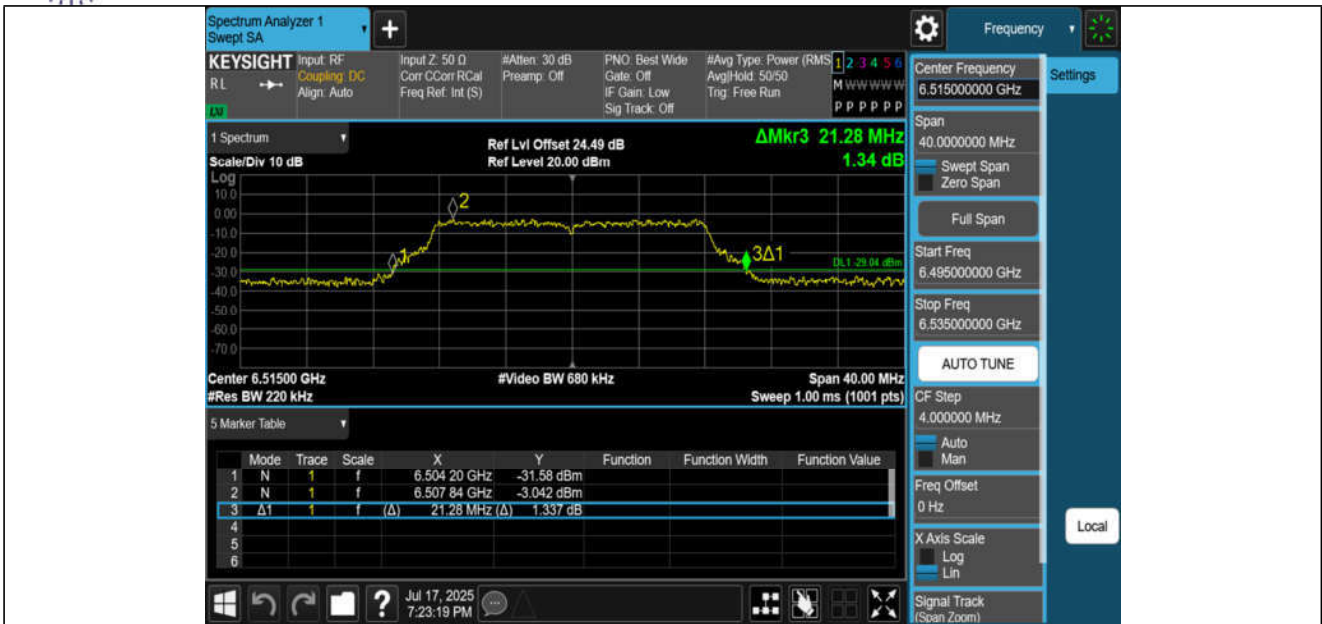 Spectrum Analyzer 1
Swept SA
+
Frequency
KEYSIGHT
RL
LV
Input: RF
Coupling: DC
Align: Auto
Input Z: 50 Ω
Corr CCorr RCal
Freq Ref: Int (S)
#Atten: 30 dB
Preamp: Off
PNO: Best Wide
Gate: Off
IF Gain: Low
Sig Track: Off
#Avg Type: Power (RMS
Avg|Hold: 50/50
Trig: Free Run
1 2 3 4 5 6
M W W W W W
P P P P P P
1 Spectrum
Scale/Div 10 dB
Ref Lvl Offset 24.49 dB
Ref Level 20.00 dBm
ΔMkr3 21.28 MHz
1.34 dB
Log
10.0
0.00
-10.0
-20.0
-30.0
-40.0
-50.0
-60.0
-70.0
1
2
3Δ1
DL1 -29.04 dBm
Center 6.51500 GHz
#Res BW 220 kHz
#Video BW 680 kHz
Span 40.00 MHz
Sweep 1.00 ms (1001 pts)
5 Marker Table
Mode Trace Scale X Y Function Function Width Function Value
1 N 1 f 6.504 20 GHz -31.58 dBm
2 N 1 f 6.507 84 GHz -3.042 dBm
3 Δ1 1 f (Δ) 21.28 MHz (Δ) 1.337 dB
4
5
6
?
Jul 17, 2025
7:23:19 PM
Center Frequency
6.515000000 GHz
Span
40.0000000 MHz
Swept Span
Zero Span
Full Span
Start Freq
6.495000000 GHz
Stop Freq
6.535000000 GHz
AUTO TUNE
CF Step
4.000000 MHz
Auto
Man
Freq Offset
0 Hz
X Axis Scale
Log
Lin
Signal Track
(Span Zoom)
Settings
Local